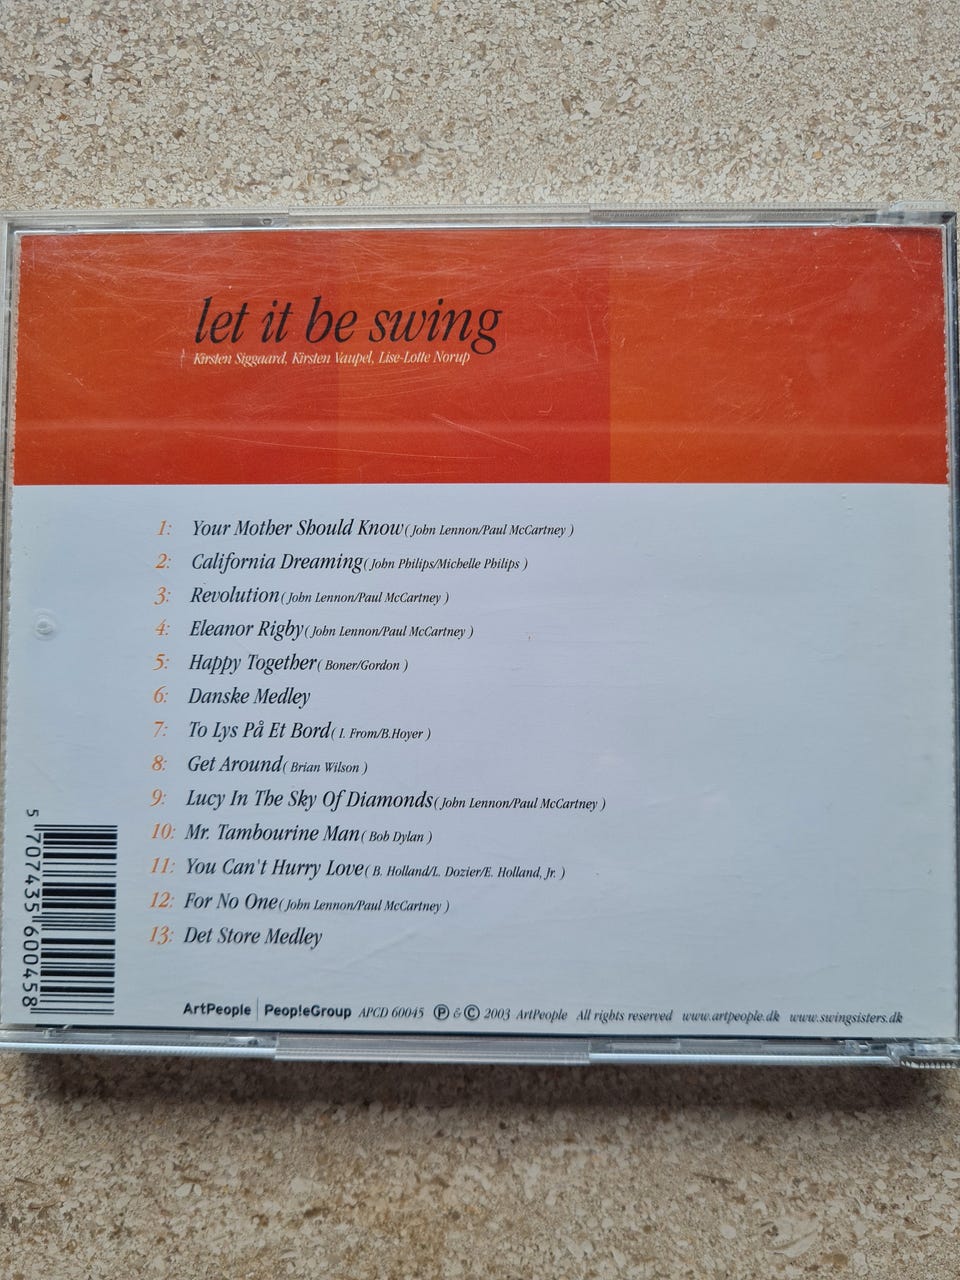 let it be swing
Kirsten Siggaard, Kirsten Vaupel, Lise-Lotte Norup
1: Your Mother Should Know ( John Lennon/Paul McCartney )
2: California Dreaming ( John Philips/Michelle Philips )
3: Revolution ( John Lennon/Paul McCartney )
4: Eleanor Rigby ( John Lennon/Paul McCartney )
5: Happy Together ( Boner/Gordon )
6: Danske Medley
7: To Lys På Et Bord ( I. From/B.Hoyer )
8: Get Around ( Brian Wilson )
9: Lucy In The Sky Of Diamonds ( John Lennon/Paul McCartney )
10: Mr. Tambourine Man ( Bob Dylan )
11: You Can't Hurry Love ( B. Holland/L. Dozier/E. Holland, Jr. )
12: For No One ( John Lennon/Paul McCartney )
13: Det Store Medley
5 707435 600458
ArtPeople | People!eGroup APCD 60045 Ⓟ & © 2003 ArtPeople All rights reserved www.artpeople.dk www.swingsisters.dk